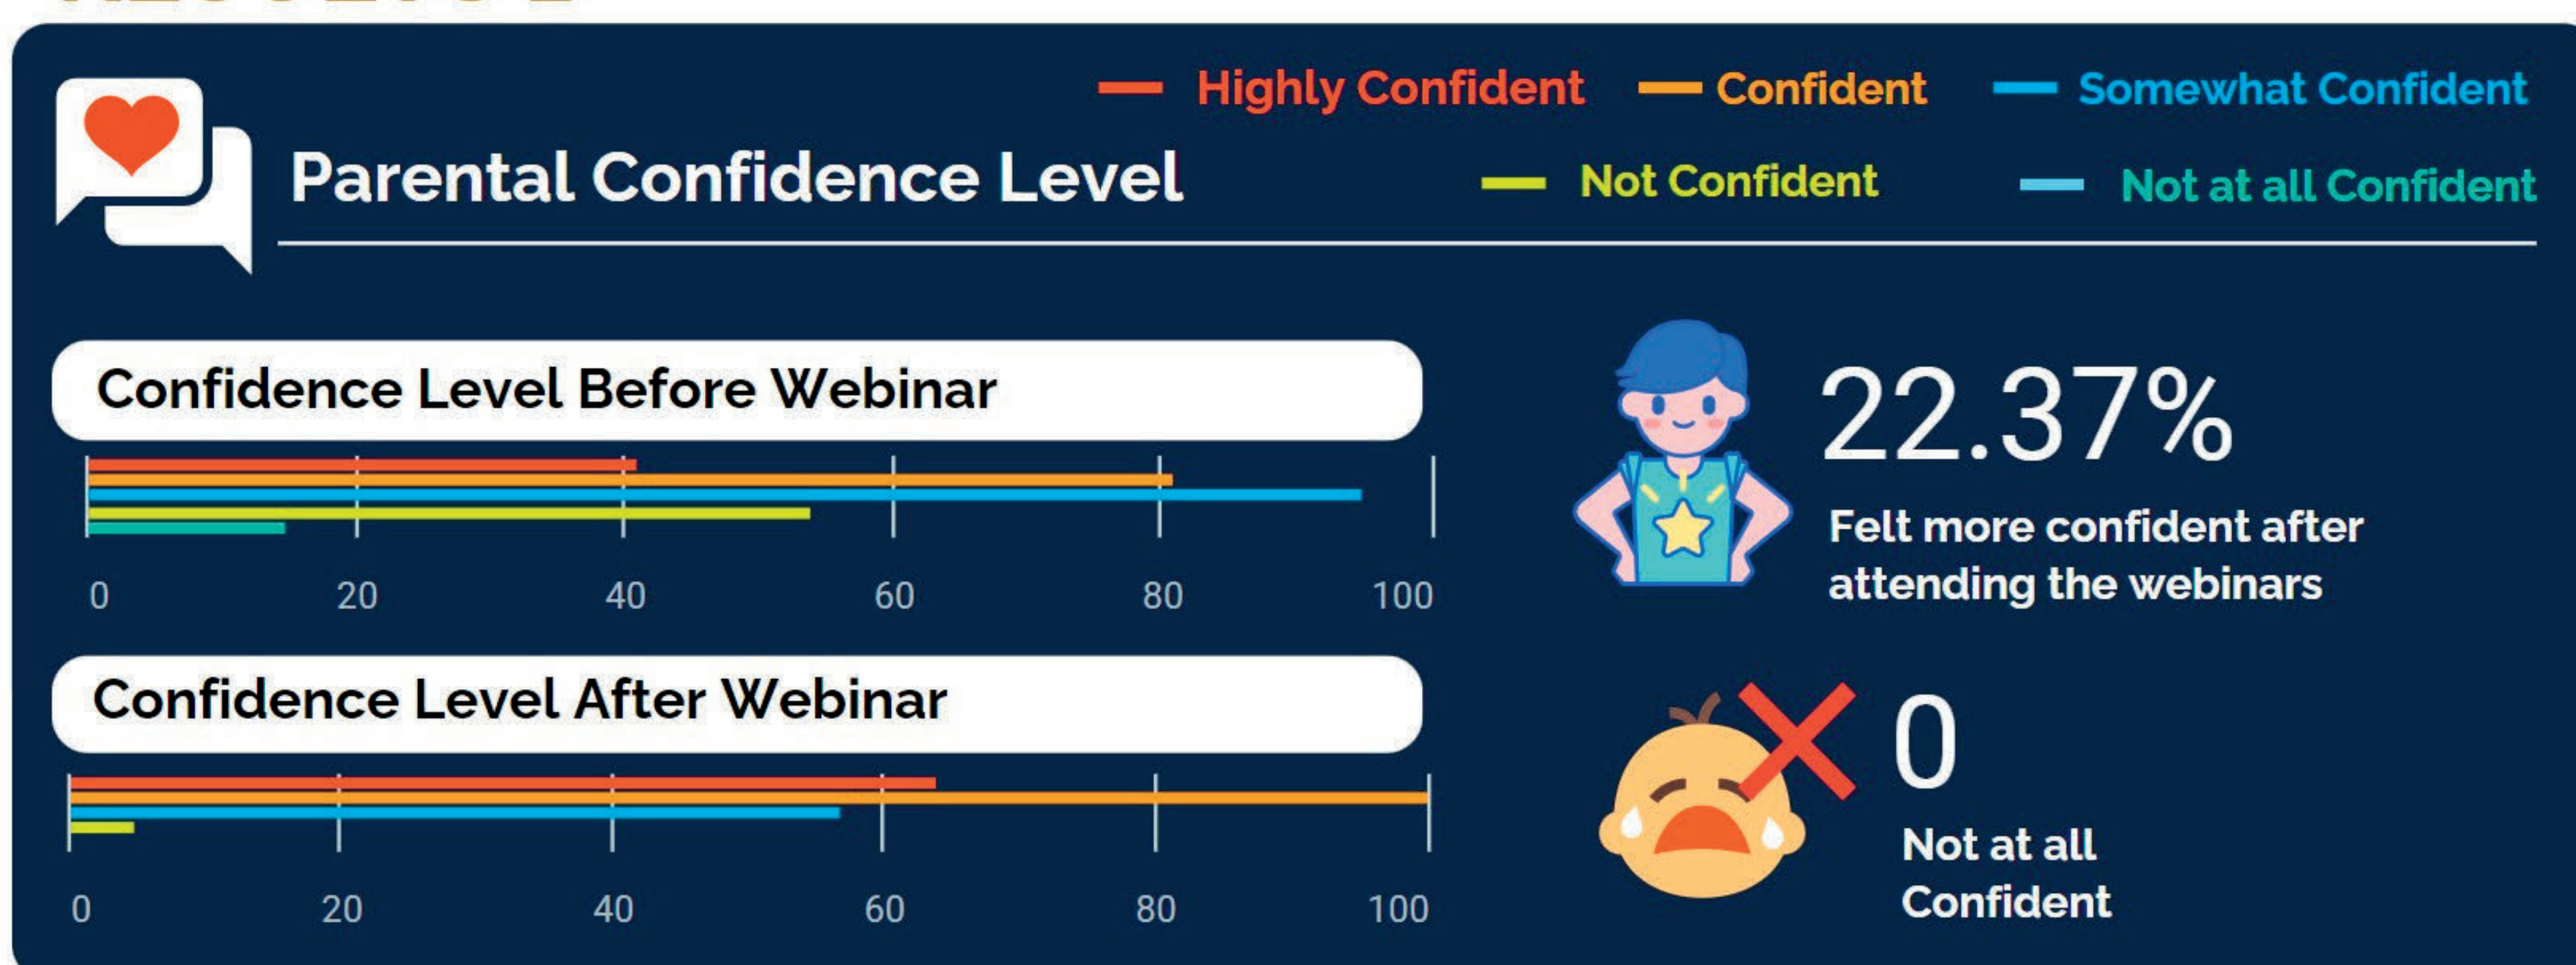 Highly Confident Confident Somewhat Confident
Parental Confidence Level
Not Confident Not at all Confident
Confidence Level Before Webinar
0 20 40 60 80 100
22.37%
Felt more confident after
attending the webinars
Confidence Level After Webinar
0 20 40 60 80 100
0
Not at all
Confident